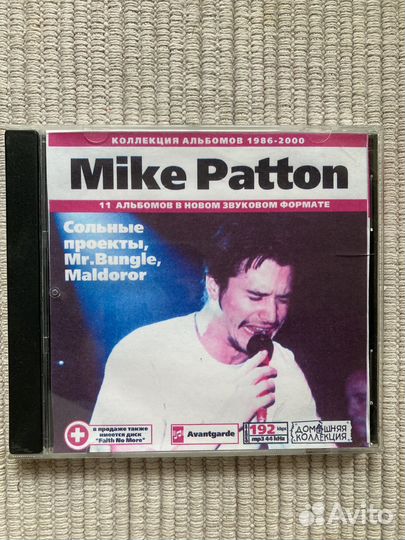 КОЛЛЕКЦИЯ АЛЬБОМОВ 1986-2000
Mike Patton
11 АЛЬБОМОВ В НОВОМ ЗВУКОВОМ ФОРМАТЕ
Сольные
проекты,
Mr.Bungle,
Maldoror
в продаже также
имеется диск
"Faith No More"
Avantgarde
192 kbps
mp3 44 kHz
ДОМАШНЯЯ
КОЛЛЕКЦИЯ
Avito